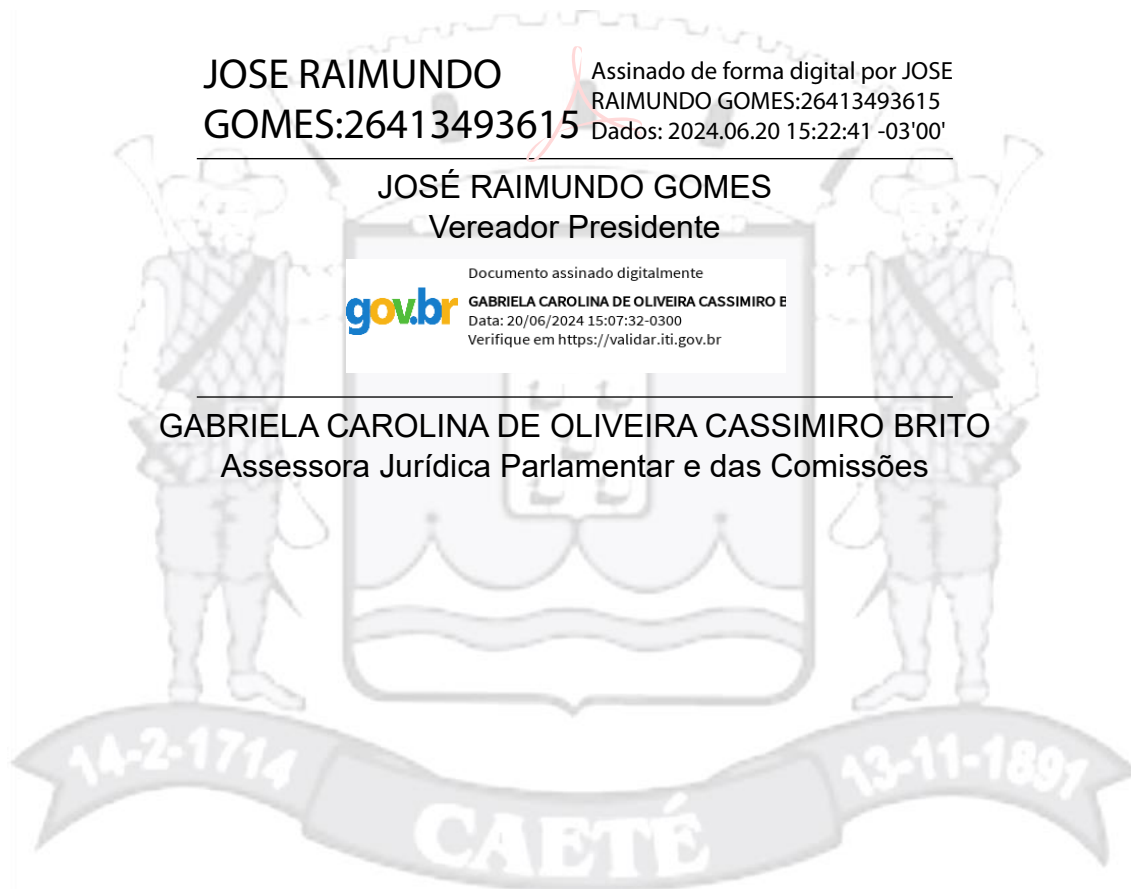 JOSE RAIMUNDO
GOMES:26413493615
Assinado de forma digital por JOSE
RAIMUNDO GOMES:26413493615
Dados: 2024.06.20 15:22:41 -03'00'
JOSÉ RAIMUNDO GOMES
Vereador Presidente
Documento assinado digitalmente
gov.br
GABRIELA CAROLINA DE OLIVEIRA CASSIMIRO B
Data: 20/06/2024 15:07:32-0300
Verifique em https://validar.iti.gov.br
GABRIELA CAROLINA DE OLIVEIRA CASSIMIRO BRITO
Assessora Jurídica Parlamentar e das Comissões
14-2-1714
13-11-1891
CAETÉ